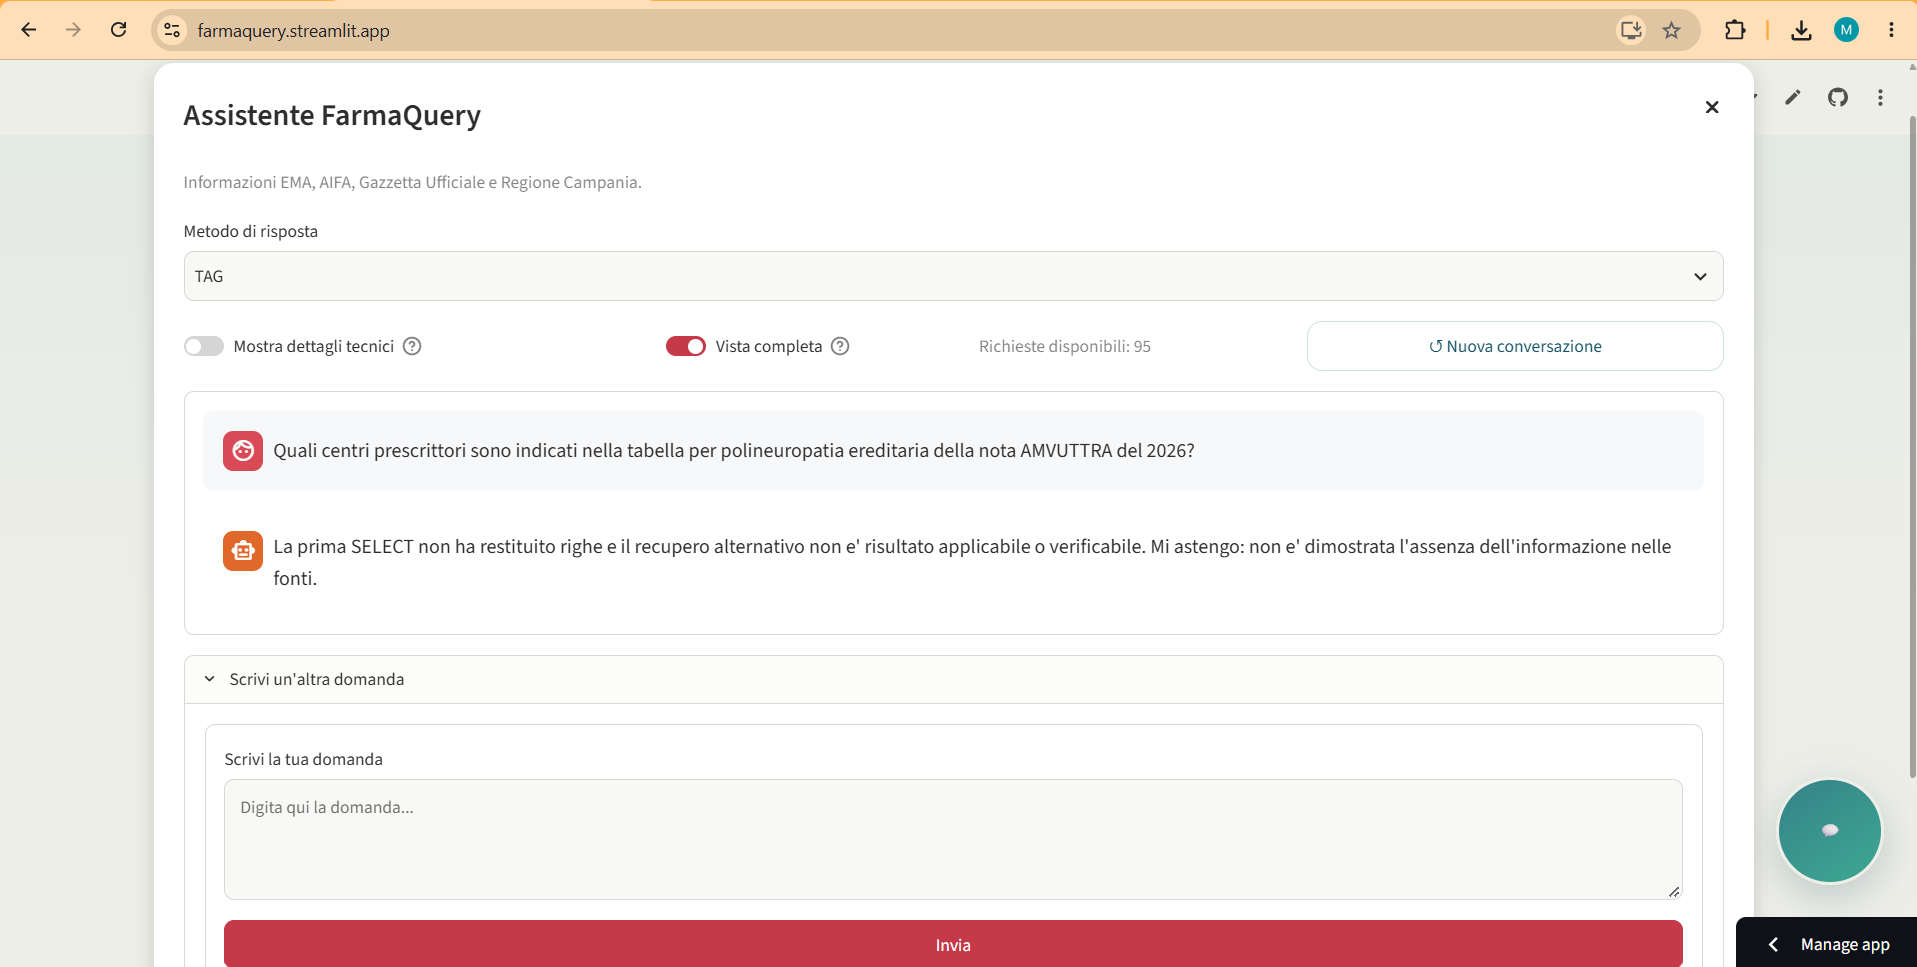 farmaquery.streamlit.app
M
Assistente FarmaQuery
Informazioni EMA, AIFA, Gazzetta Ufficiale e Regione Campania.
Metodo di risposta
TAG
Mostra dettagli tecnici
Vista completa
Richieste disponibili: 95
↺ Nuova conversazione
Quali centri prescrittori sono indicati nella tabella per polineuropatia ereditaria della nota AMVUTTRA del 2026?
La prima SELECT non ha restituito righe e il recupero alternativo non e' risultato applicabile o verificabile. Mi astengo: non e' dimostrata l'assenza dell'informazione nelle
fonti.
Scrivi un'altra domanda
Scrivi la tua domanda
Digita qui la domanda...
Invia
Manage app